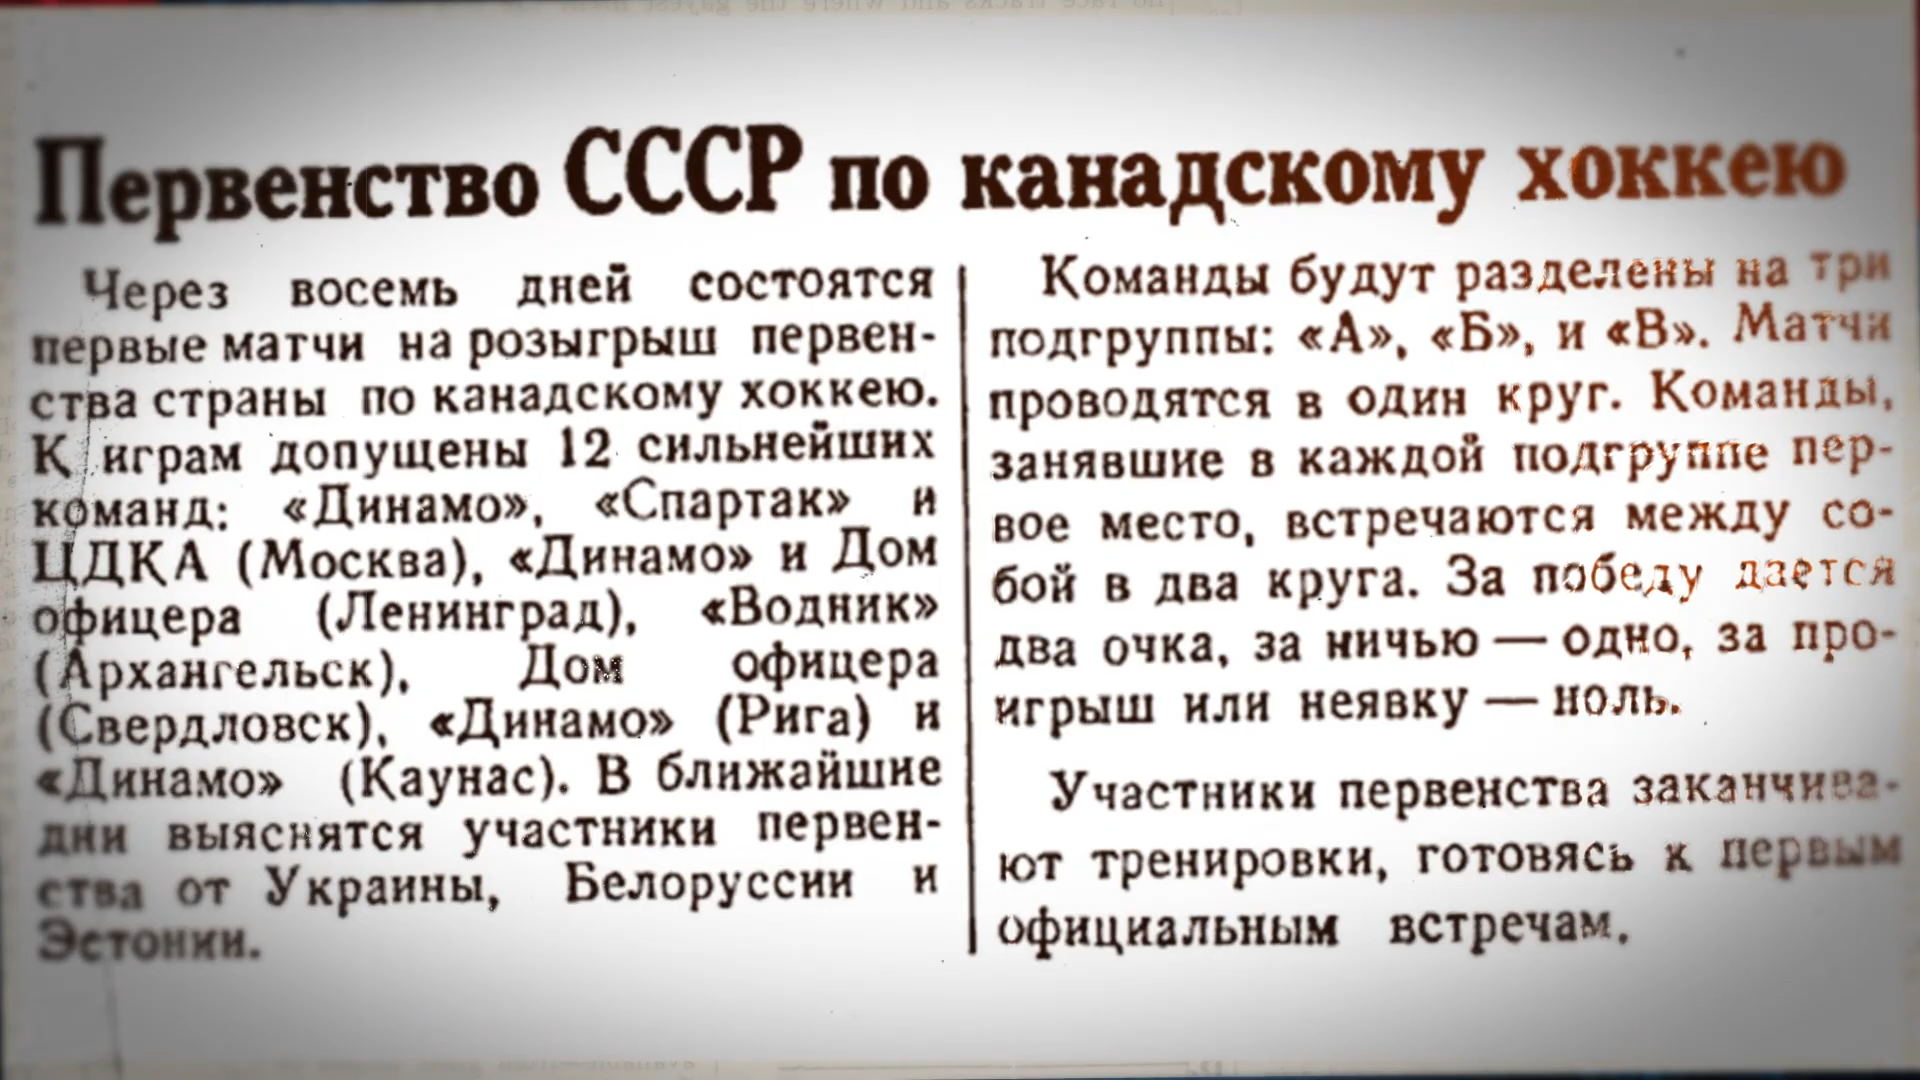 Первенство СССР по канадскому хоккею
Через восемь дней состоятся
первые матчи на розыгрыш первен-
ства страны по канадскому хоккею.
К играм допущены 12 сильнейших
команд: «Динамо», «Спартак» и
ЦДКА (Москва), «Динамо» и Дом
офицера (Ленинград), «Водник»
(Архангельск), Дом офицера
(Свердловск), «Динамо» (Рига) и
«Динамо» (Каунас). В ближайшие
дни выяснятся участники первен-
ства от Украины, Белоруссии и
Эстонии.
Команды будут разделены на три
подгруппы: «А», «Б», и «В». Матчи
проводятся в один круг. Команды,
занявшие в каждой подгруппе пер-
вое место, встречаются между со-
бой в два круга. За победу дается
два очка, за ничью — одно, за про-
игрыш или неявку — ноль.
Участники первенства заканчива-
ют тренировки, готовясь к первым
официальным встречам.